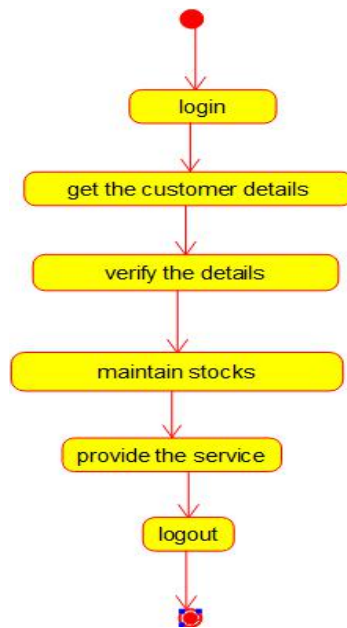 login
get the customer details
verify the details
maintain stocks
provide the service
logout